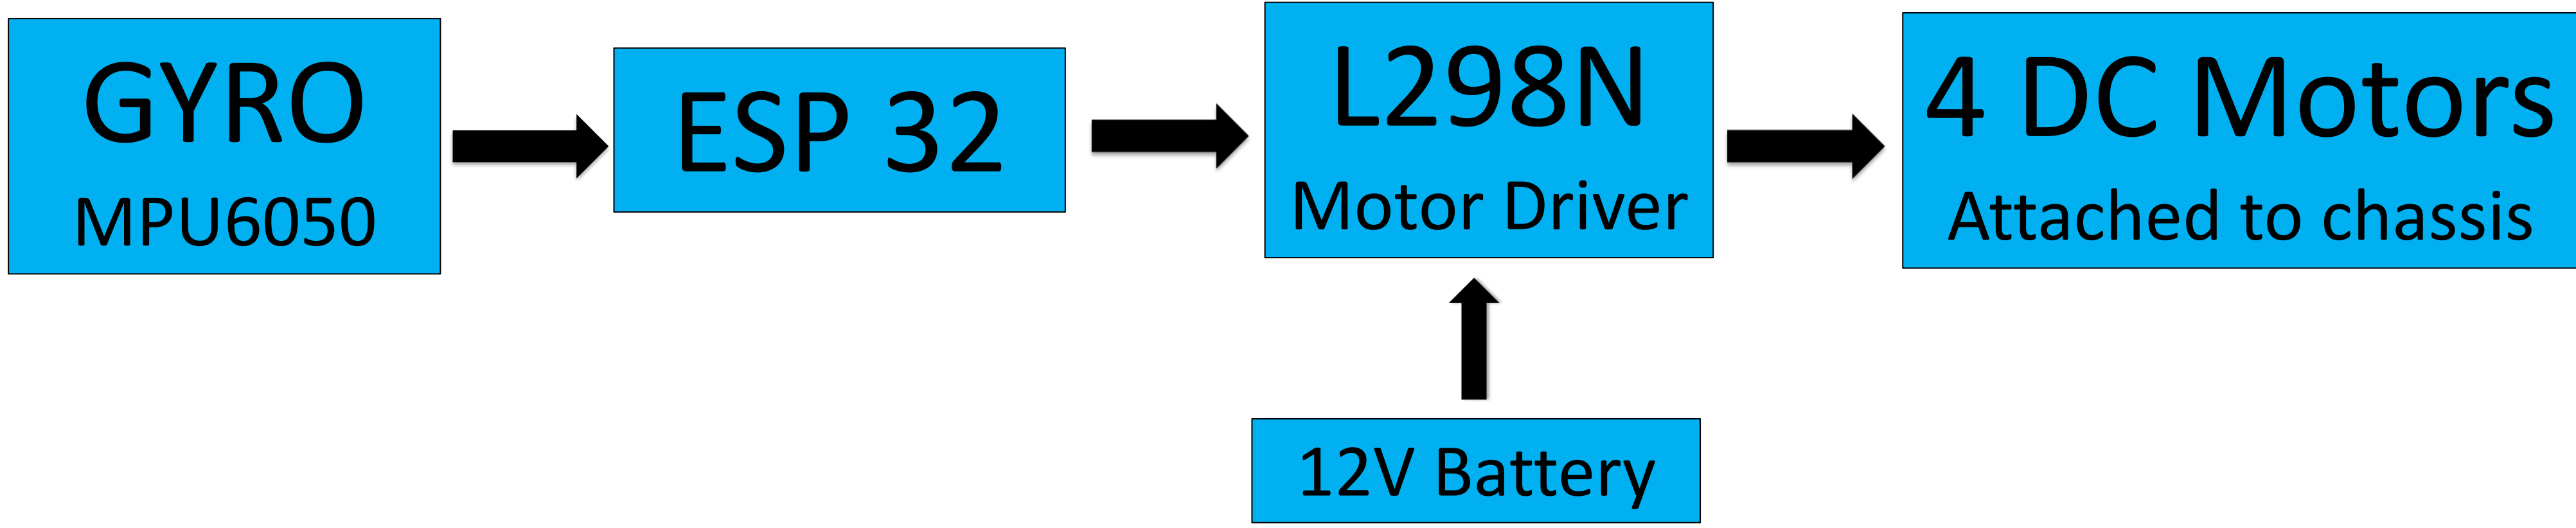 GYRO
MPU6050
ESP 32
L298N
Motor Driver
4 DC Motors
Attached to chassis
12V Battery